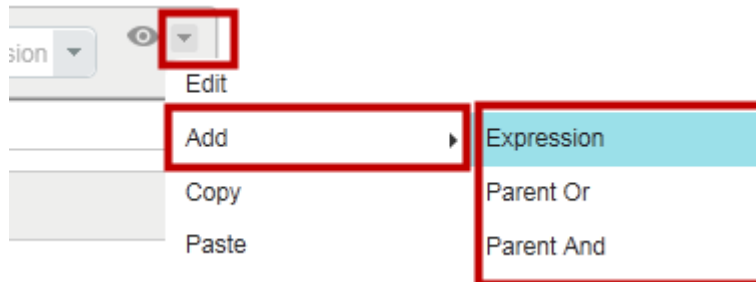 sion
Edit
Add
Expression
Copy
Parent Or
Paste
Parent And